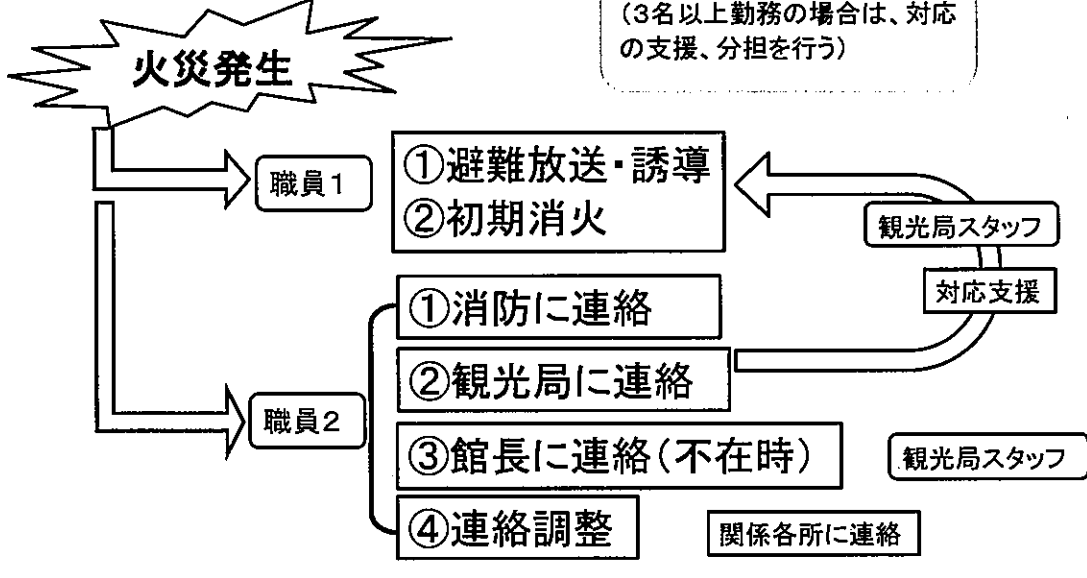 (3名以上勤務の場合は、対応
の支援、分担を行う)
火災発生
職員1
①避難放送・誘導
②初期消火
観光局スタッフ
対応支援
職員2
①消防に連絡
②観光局に連絡
③館長に連絡(不在時)
観光局スタッフ
④連絡調整
関係各所に連絡